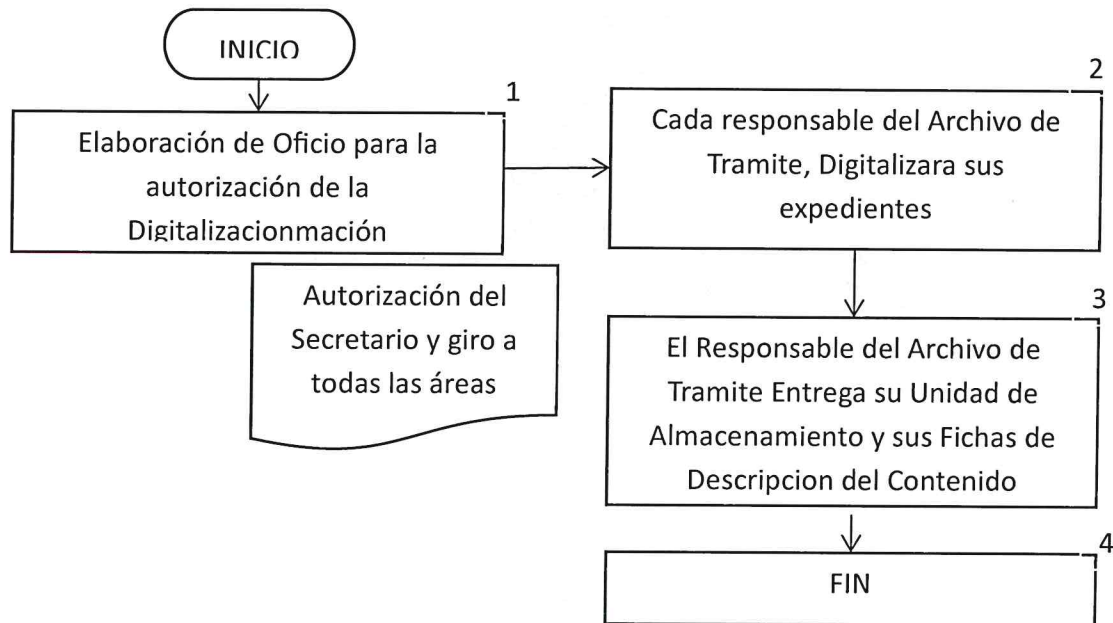 INICIO
1
Elaboración de Oficio para la
autorización de la
Digitalizacionmación
Autorización del
Secretario y giro a
todas las áreas
2
Cada responsable del Archivo de
Tramite, Digitalizara sus
expedientes
3
El Responsable del Archivo de
Tramite Entrega su Unidad de
Almacenamiento y sus Fichas de
Descripcion del Contenido
4
FIN